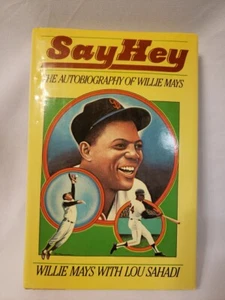 Say Hey
THE AUTOBIOGRAPHY OF WILLIE MAYS
WILLIE MAYS WITH LOU SAHADI